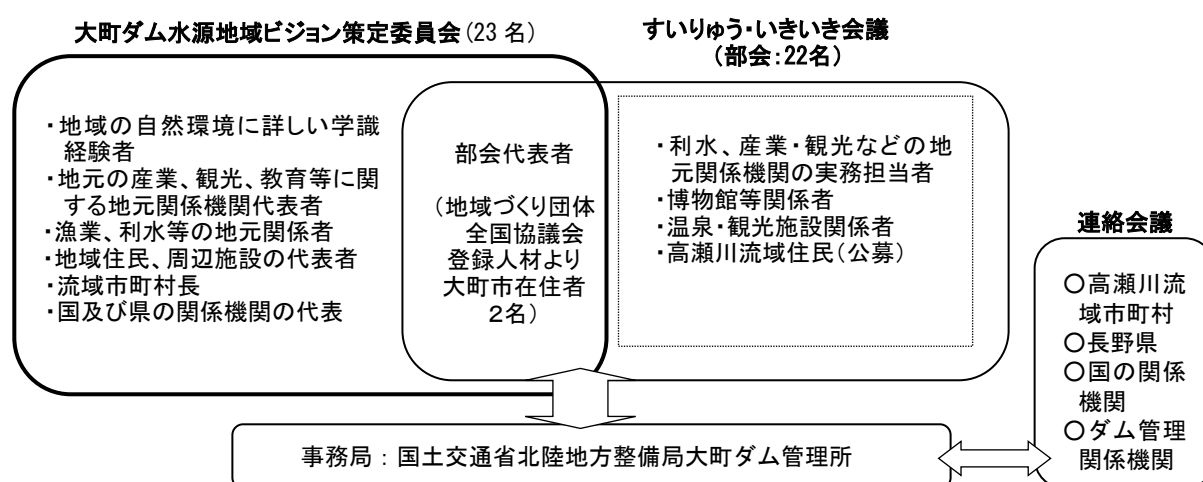 大町ダム水源地域ビジョン策定委員会(23 名)
・地域の自然環境に詳しい学識
経験者
・地元の産業、観光、教育等に関
する地元関係機関代表者
・漁業、利水等の地元関係者
・地域住民、周辺施設の代表者
・流域市町村長
・国及び県の関係機関の代表
部会代表者
(地域づくり団体
全国協議会
登録人材より
大町市在住者
2名)
すいりゅう・いきいき会議
(部会:22名)
・利水、産業・観光などの地
元関係機関の実務担当者
・博物館等関係者
・温泉・観光施設関係者
・高瀬川流域住民(公募)
連絡会議
○高瀬川流
域市町村
○長野県
○国の関係
機関
○ダム管理
関係機関
事務局 : 国土交通省北陸地方整備局大町ダム管理所